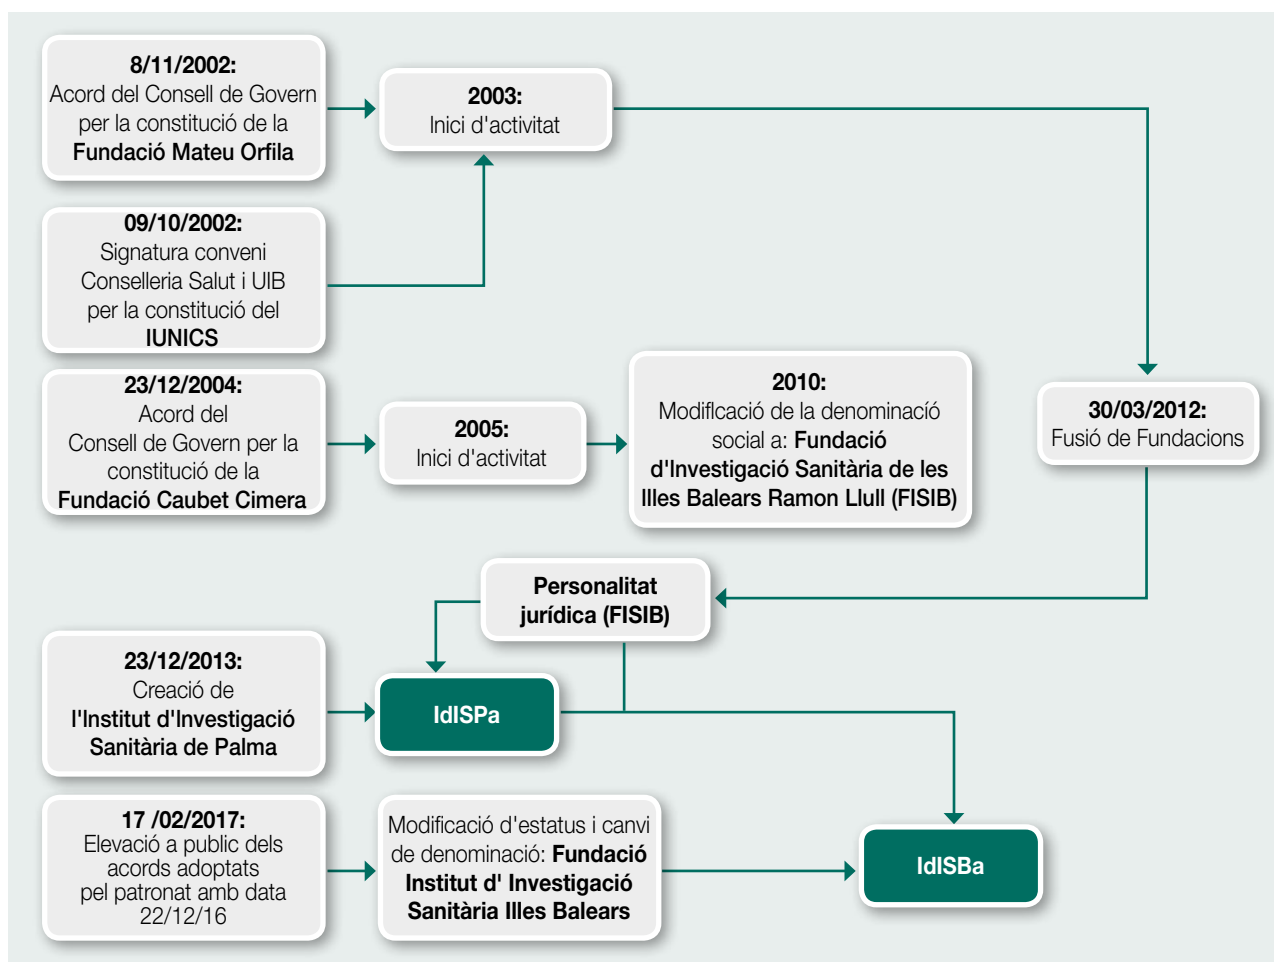 8/11/2002:
Acord del Consell de Govern
per la constitució de la
Fundació Mateu Orfila
2003:
Inici d'activitat
09/10/2002:
Signatura conveni
Conselleria Salut i UIB
per la constitució del
IUNICS
23/12/2004:
Acord del
Consell de Govern per la
constitució de la
Fundació Caubet Cimera
2005:
Inici d'activitat
2010:
Modificació de la denominació
social a: Fundació
d'Investigació Sanitària de les
Illes Balears Ramon Llull (FISIB)
30/03/2012:
Fusió de Fundacions
Personalitat
jurídica (FISIB)
23/12/2013:
Creació de
l'Institut d'Investigació
Sanitària de Palma
IdISPa
17 /02/2017:
Elevació a public dels
acords adoptats
pel patronat amb data
22/12/16
Modificació d'estatus i canvi
de denominació: Fundació
Institut d' Investigació
Sanitària Illes Balears
IdISBa